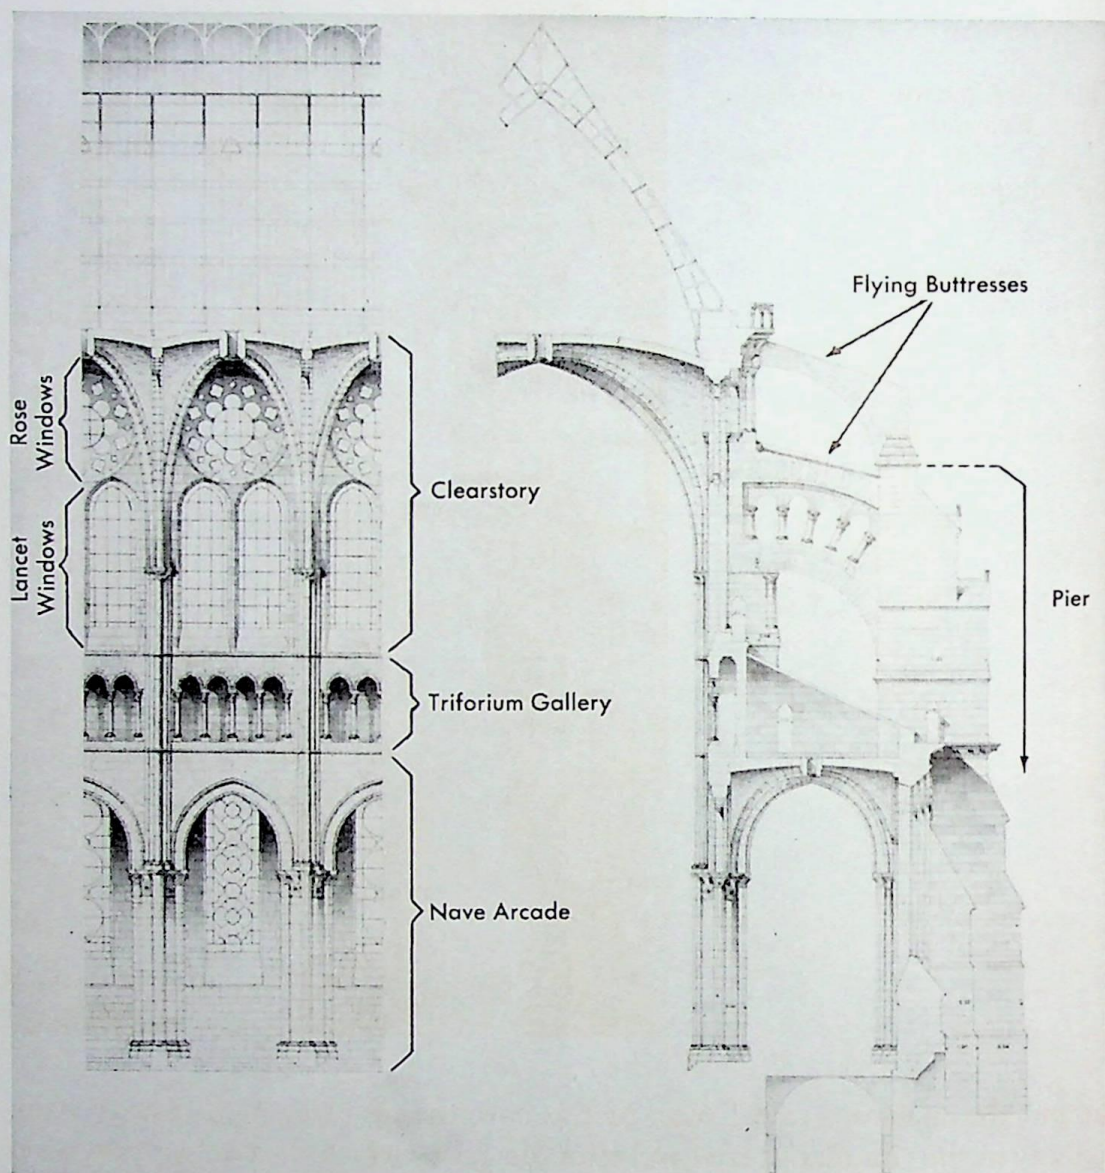 Flying Buttresses
Rose
Windows
Clearstory
Lancet
Windows
Pier
Triforium Gallery
Nave Arcade